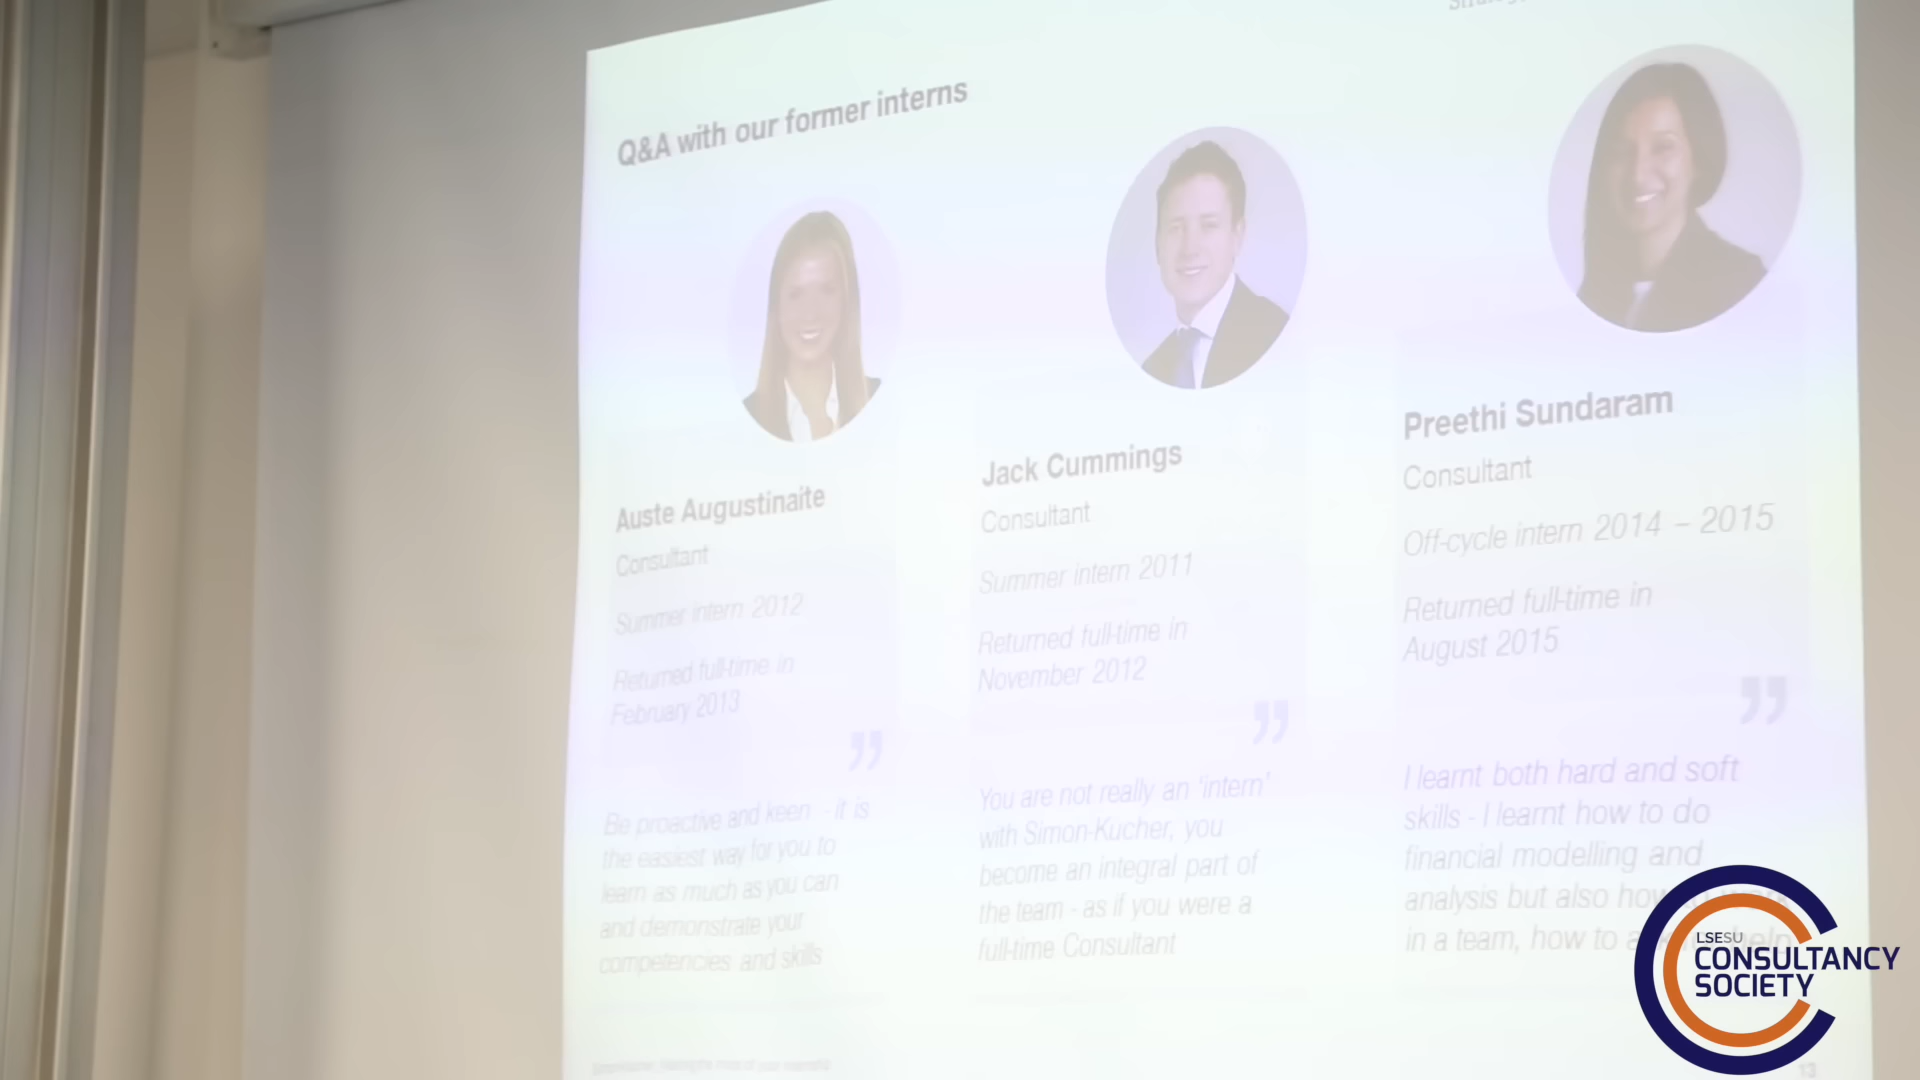 Q&A with our former interns
Auste Augustinaite
Consultant
Summer intern 2012
Returned full-time in
February 2013
”
Be proactive and keen - It is
the easiest way for you to
learn as much as you can
and demonstrate your
competencies and skills
Jack Cummings
Consultant
Summer intern 2011
Returned full-time in
November 2012
”
You are not really an 'intern'
with Simon-Kucher, you
become an integral part of
the team - as if you were a
full-time Consultant
Preethi Sundaram
Consultant
Off-cycle intern 2014 – 2015
Returned full-time in
August 2015
”
I learnt both hard and soft
skills - I learnt how to do
financial modelling and
analysis but also how
in a team, how to help
13
LSESU
CONSULTANCY
SOCIETY